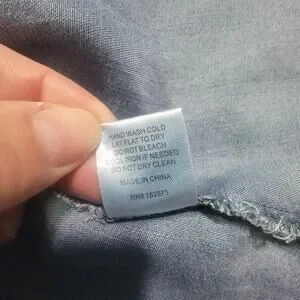 HAND WASH COLD
LAY FLAT TO DRY
DO NOT BLEACH
COOL IRON IF NEEDED
DO NOT DRY CLEAN
MADE IN CHINA
RN# 163571